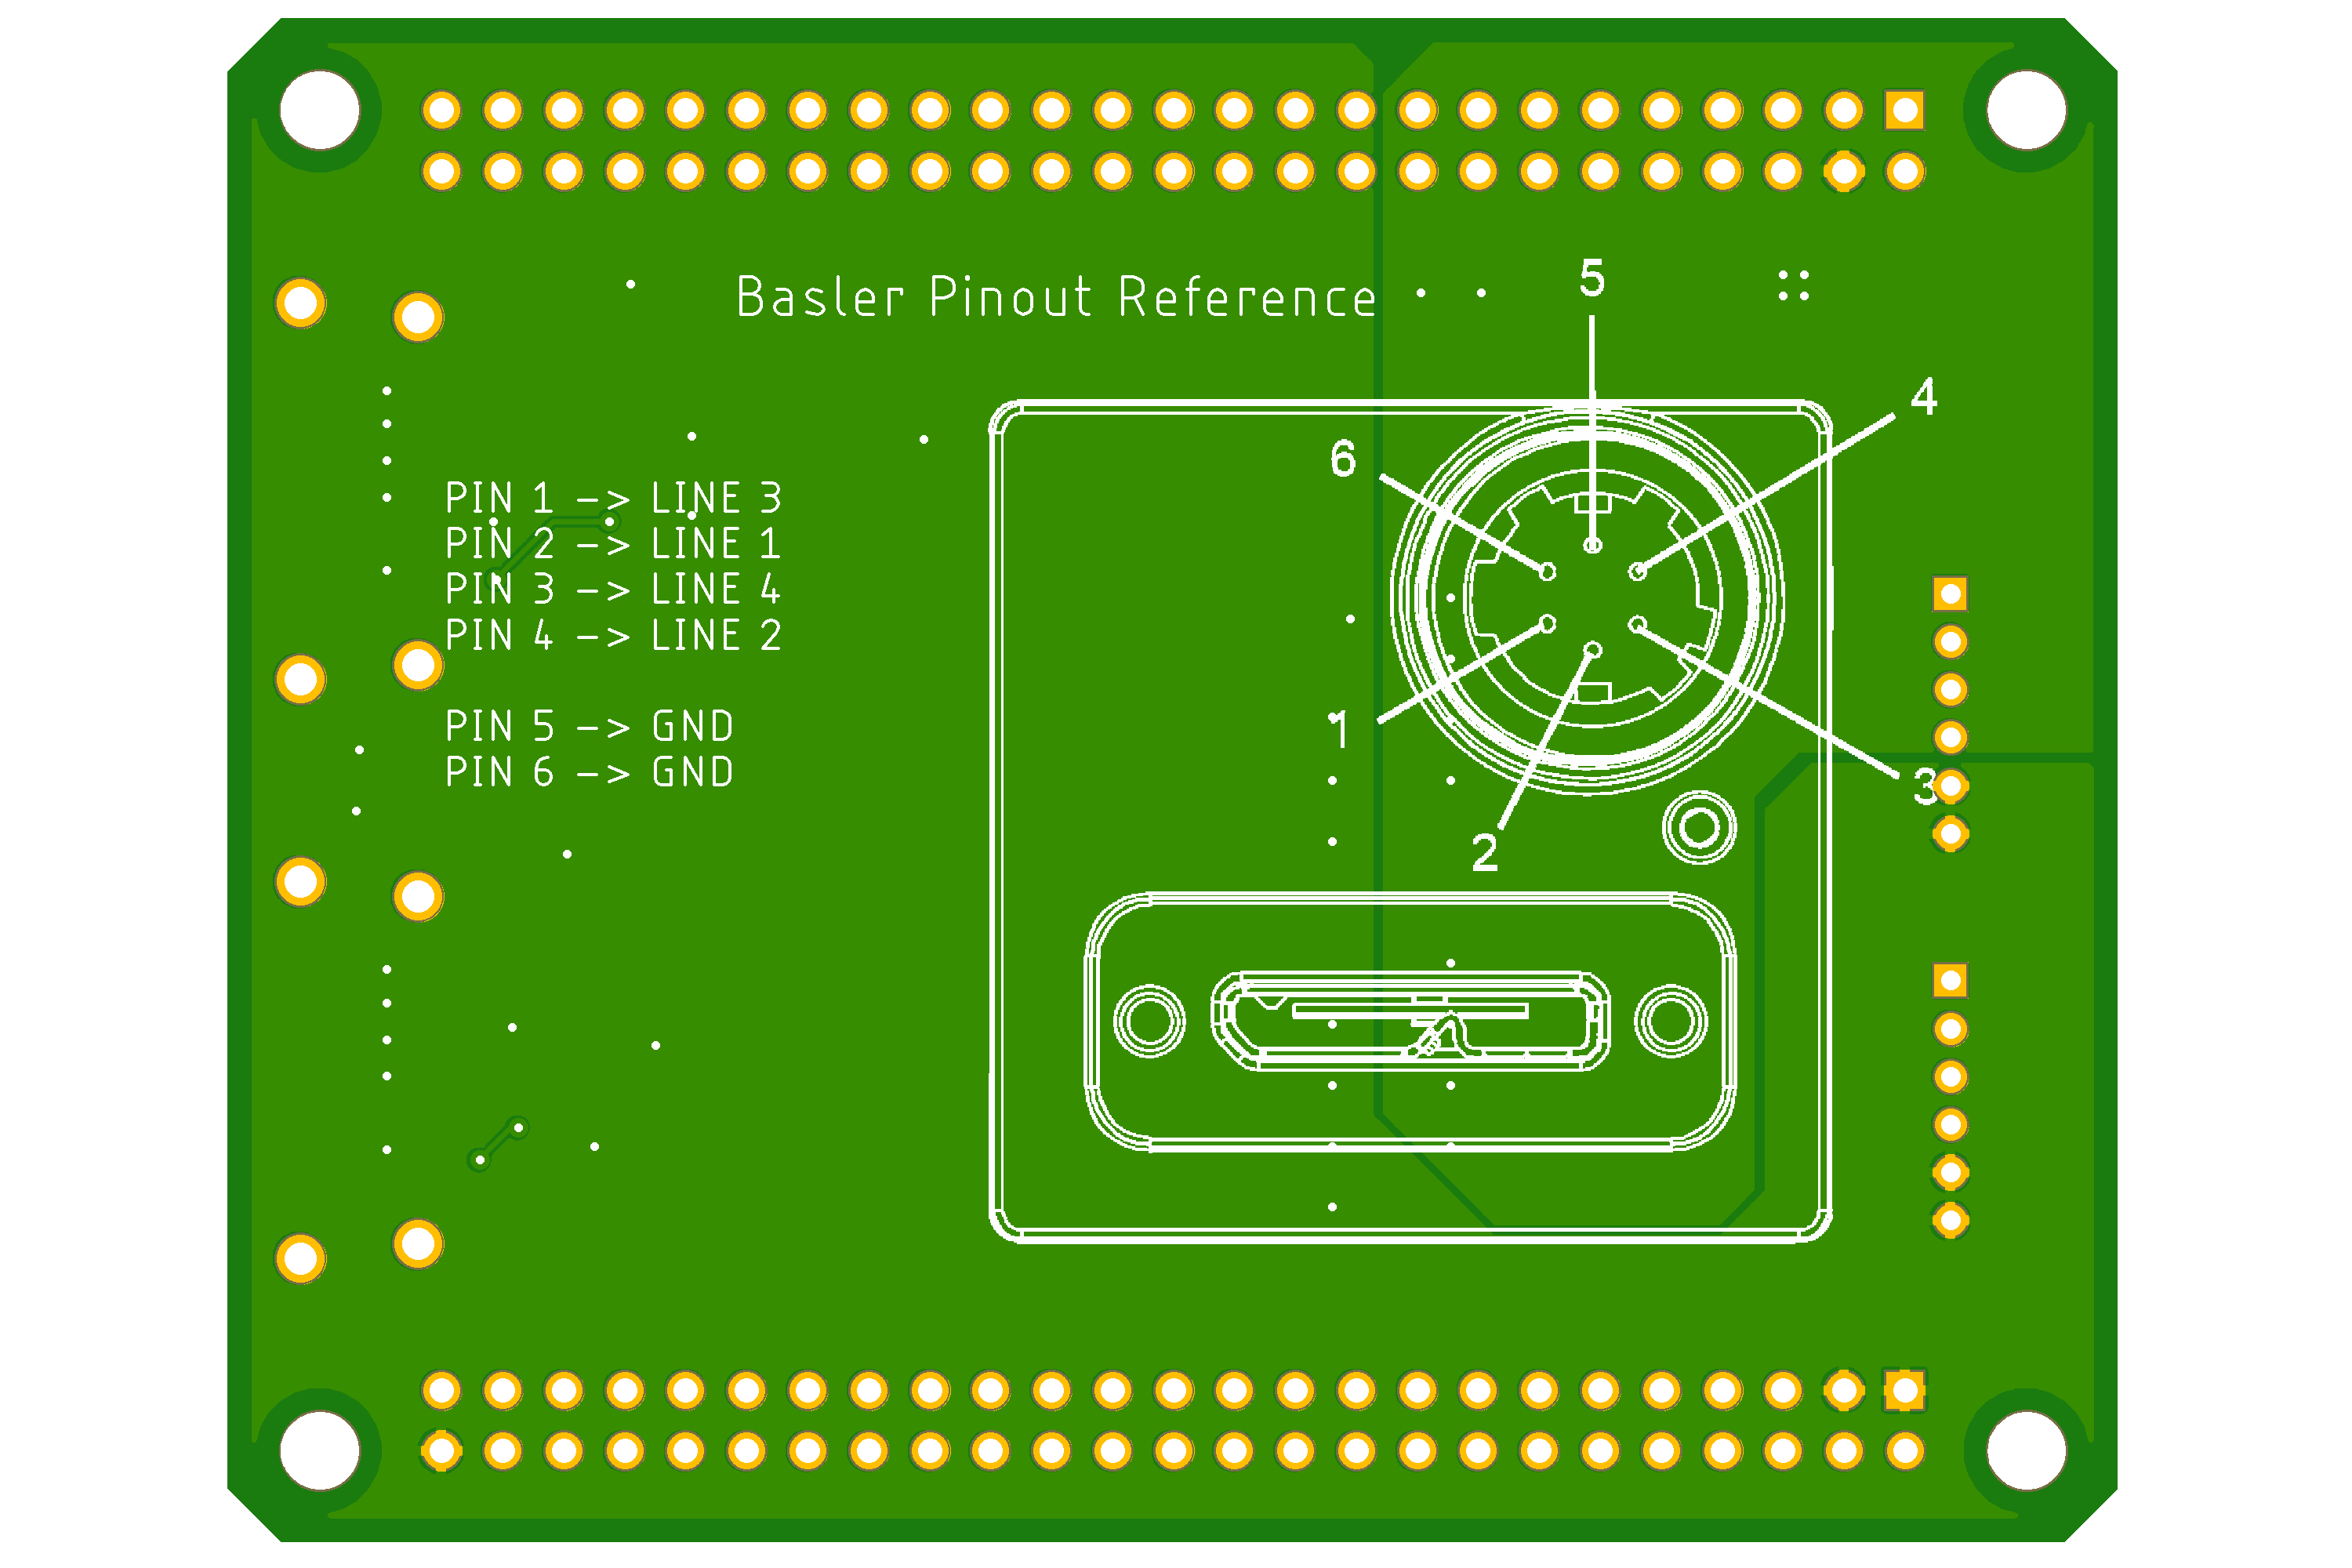 Basler Pinout Reference
5
4
6
PIN 1 -> LINE 3
PIN 2 -> LINE 1
PIN 3 -> LINE 4
PIN 4 -> LINE 2
PIN 5 -> GND
PIN 6 -> GND
1
3
2